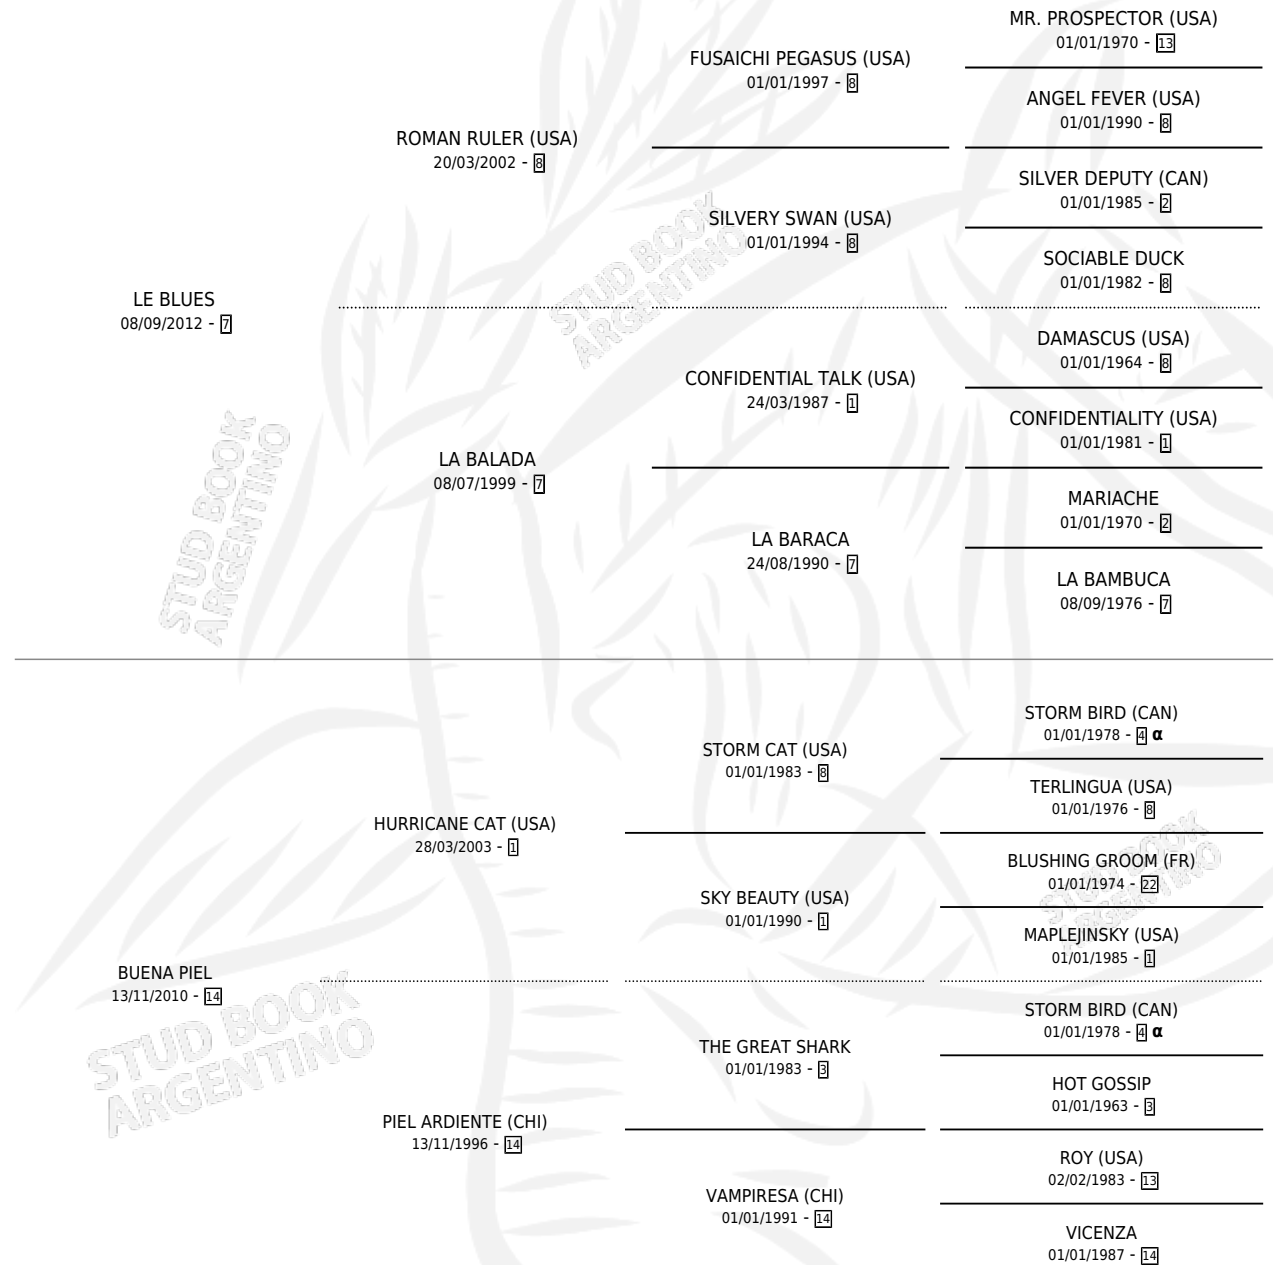 MR. PROSPECTOR (USA)
01/01/1970 - 13
FUSAICHI PEGASUS (USA)
01/01/1997 - 8
ANGEL FEVER (USA)
01/01/1990 - 8
ROMAN RULER (USA)
20/03/2002 - 8
SILVER DEPUTY (CAN)
01/01/1985 - 2
SILVERY SWAN (USA)
01/01/1994 - 8
SOCIABLE DUCK
01/01/1982 - 8
LE BLUES
08/09/2012 - 7
DAMASCUS (USA)
01/01/1964 - 8
CONFIDENTIAL TALK (USA)
24/03/1987 - 1
CONFIDENTIALITY (USA)
01/01/1981 - 1
LA BALADA
08/07/1999 - 7
MARIACHE
01/01/1970 - 2
LA BARACA
24/08/1990 - 7
LA BAMBUCA
08/09/1976 - 7
STORM BIRD (CAN)
01/01/1978 - 4 α
STORM CAT (USA)
01/01/1983 - 8
TERLINGUA (USA)
01/01/1976 - 8
HURRICANE CAT (USA)
28/03/2003 - 1
BLUSHING GROOM (FR)
01/01/1974 - 22
SKY BEAUTY (USA)
01/01/1990 - 1
MAPLEJINSKY (USA)
01/01/1985 - 1
BUENA PIEL
13/11/2010 - 14
STORM BIRD (CAN)
01/01/1978 - 4 α
THE GREAT SHARK
01/01/1983 - 3
HOT GOSSIP
01/01/1963 - 3
PIEL ARDIENTE (CHI)
13/11/1996 - 14
ROY (USA)
02/02/1983 - 13
VAMPIRESA (CHI)
01/01/1991 - 14
VICENZA
01/01/1987 - 14
STUD BOOK
ARGENTINO
STUD BOOK
ARGENTINO
STUD BOOK
ARGENTINO
STUD BOOK
ARGENTINO